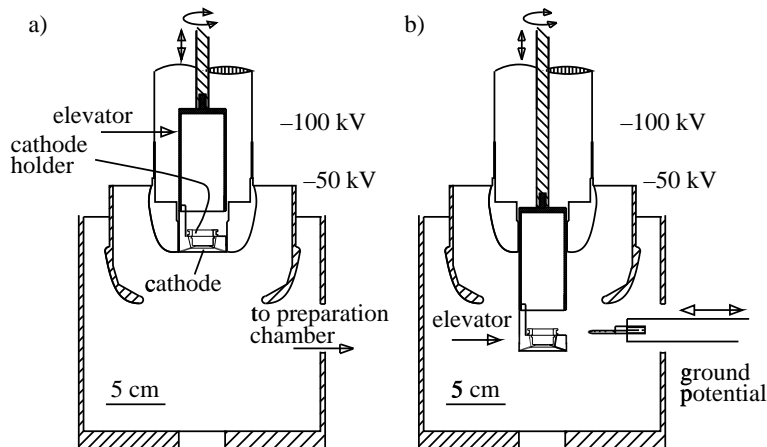 a)
elevator
cathode
holder
–100 kV
–50 kV
cathode
to preparation
chamber
5 cm
b)
–100 kV
–50 kV
elevator
5 cm
ground
potential